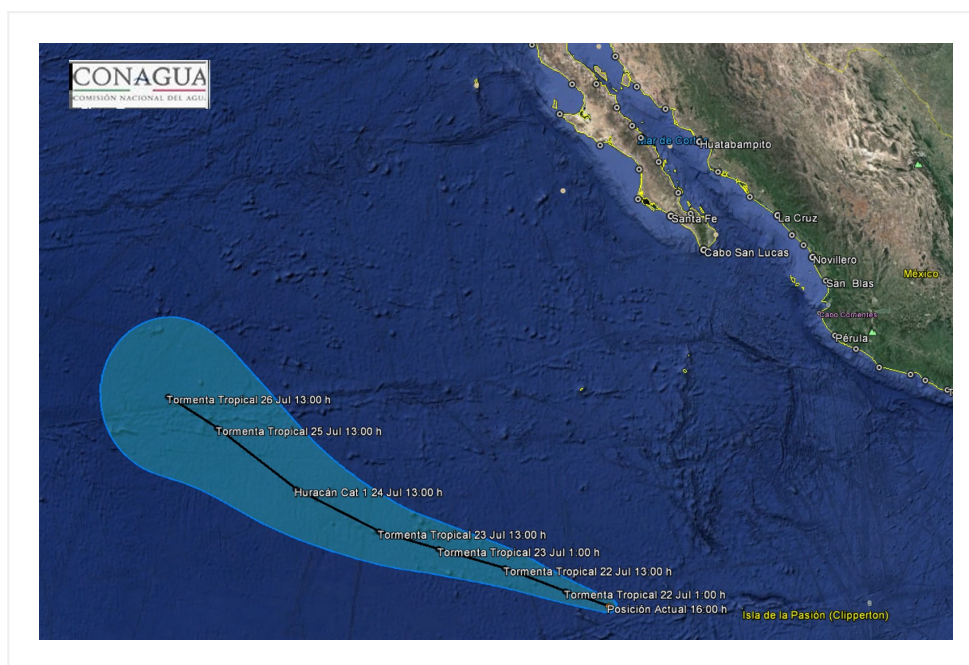 CONAGUA
COMISIÓN NACIONAL DEL AGU
Mar de Cort
Huatabampito
Santa Fe
La Cruz
Cabo San Lucas
Novillero
México
San Blas
Cabo Corrientes
Pérula
Tormenta Tropical 26 Jul 13:00 h
Tormenta Tropical 25 Jul 13:00 h
Huracán Cat 1 24 Jul 13:00 h
Tormenta Tropical 23 Jul 13:00 h
Tormenta Tropical 23 Jul 1:00 h
Tormenta Tropical 22 Jul 13:00 h
Tormenta Tropical 22 Jul 1:00 h
Posición Actual 16:00 h
Isla de la Pasión (Clipperton)